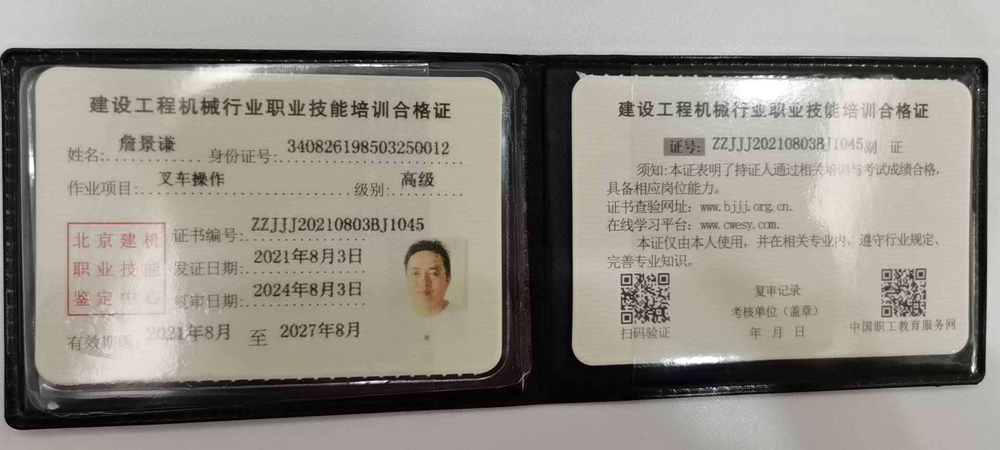 建设工程机械行业职业技能培训合格证
姓名: 詹景谦 身份证号: 340826198503250012
作业项目: 叉车操作 级别: 高级
北京建机
职业技能
鉴定中心
证书编号: ZZJJJ20210803BJ1045
发证日期: 2021年8月3日
复审日期: 2024年8月3日
有效期限: 2021年8月 至 2027年8月
建设工程机械行业职业技能培训合格证
证号: ZZJJJ20210803BJ1045副 证
须知:本证表明了持证人通过相关培训与考试成绩合格,
具备相应岗位能力。
证书查验网址: www.bjjj.org.cn.
在线学习平台: www.cwesy.com.
本证仅由本人使用，并在相关专业内，遵守行业规定、
完善专业知识。
复审记录
考核单位（盖章）
年 月 日
扫码验证
中国职工教育服务网